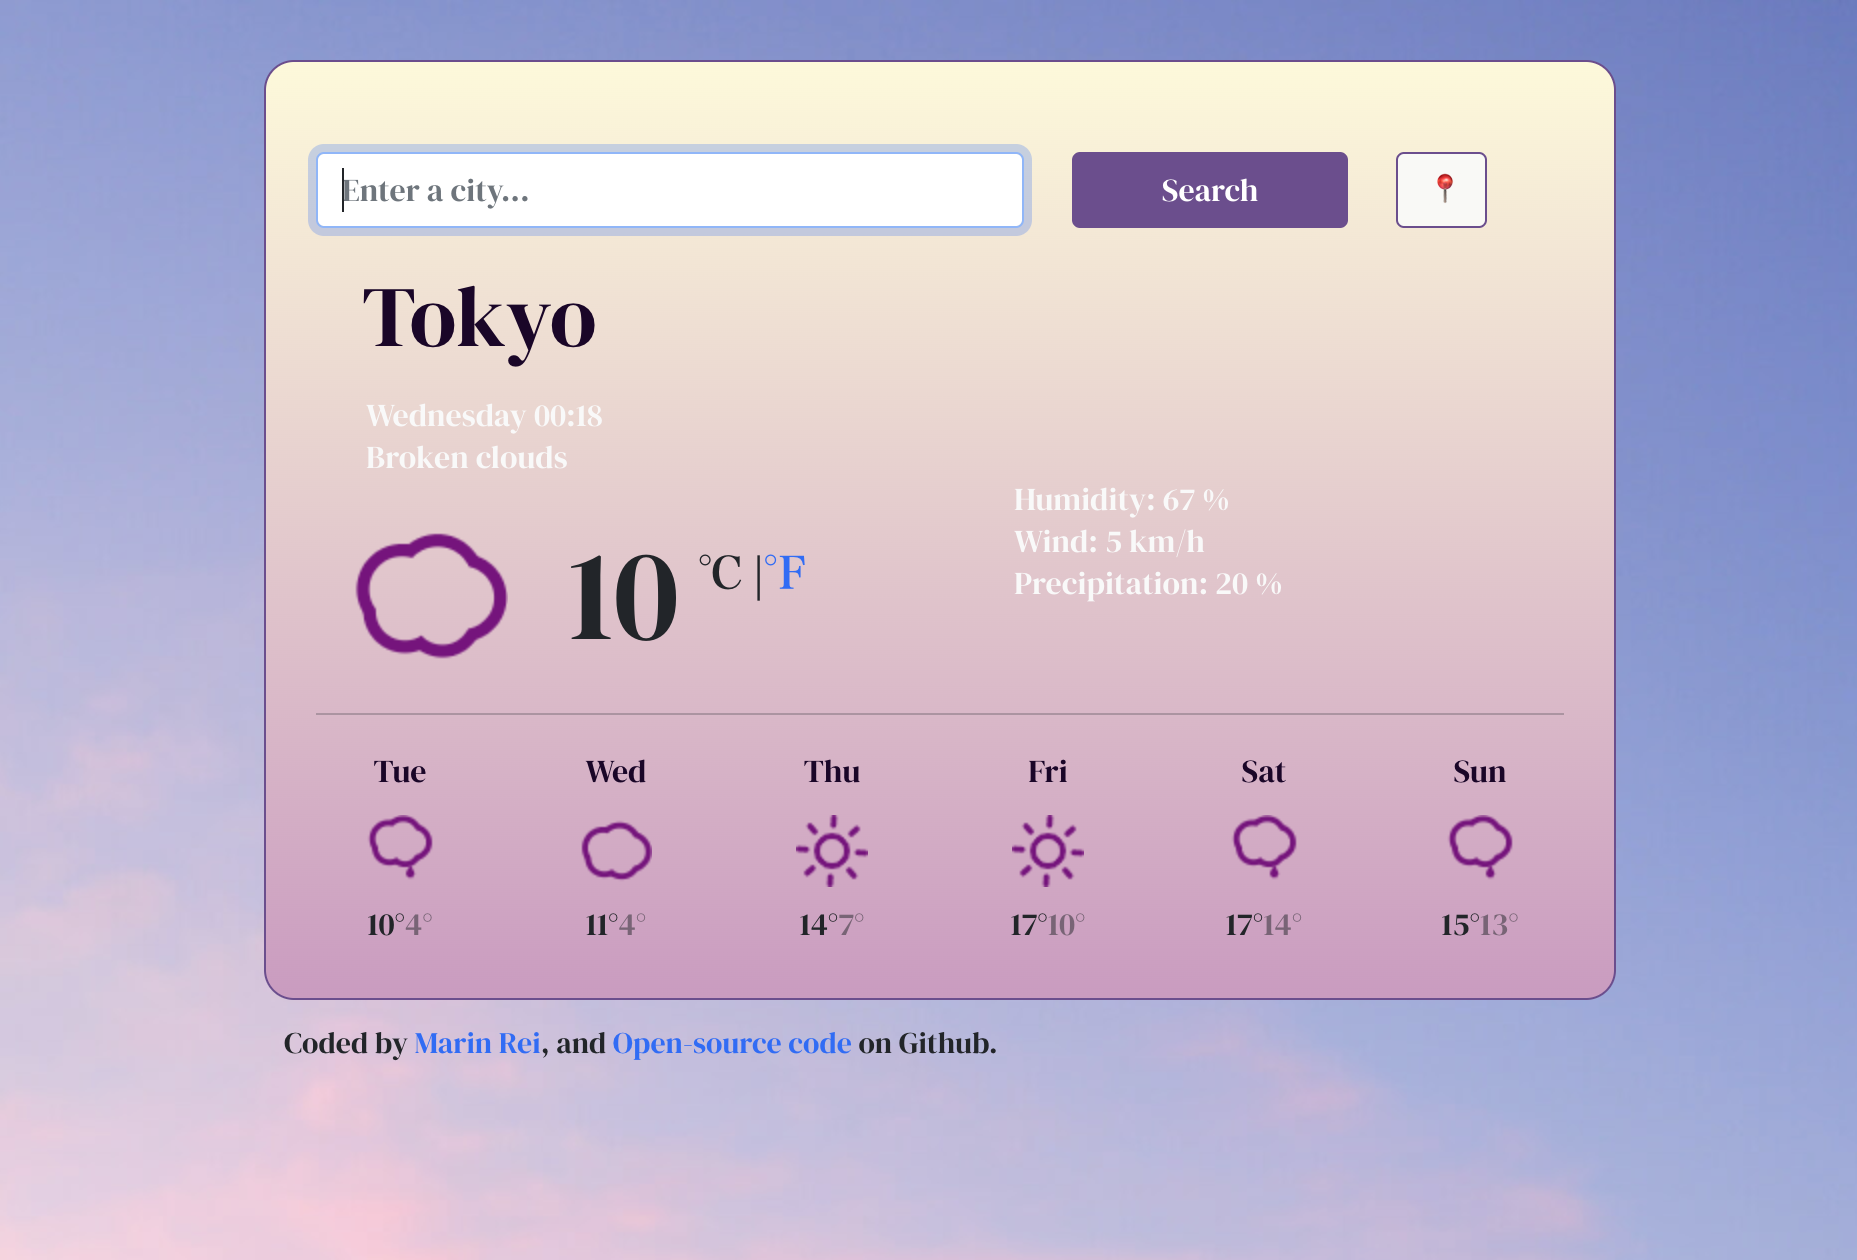 Enter a city...
Search
Tokyo
Wednesday 00:18
Broken clouds
Humidity: 67 %
Wind: 5 km/h
Precipitation: 20 %
10 °C |°F
Tue Wed Thu Fri Sat Sun
10°4° 11°4° 14°7° 17°10° 17°14° 15°13°
Coded by Marin Rei, and Open-source code on Github.